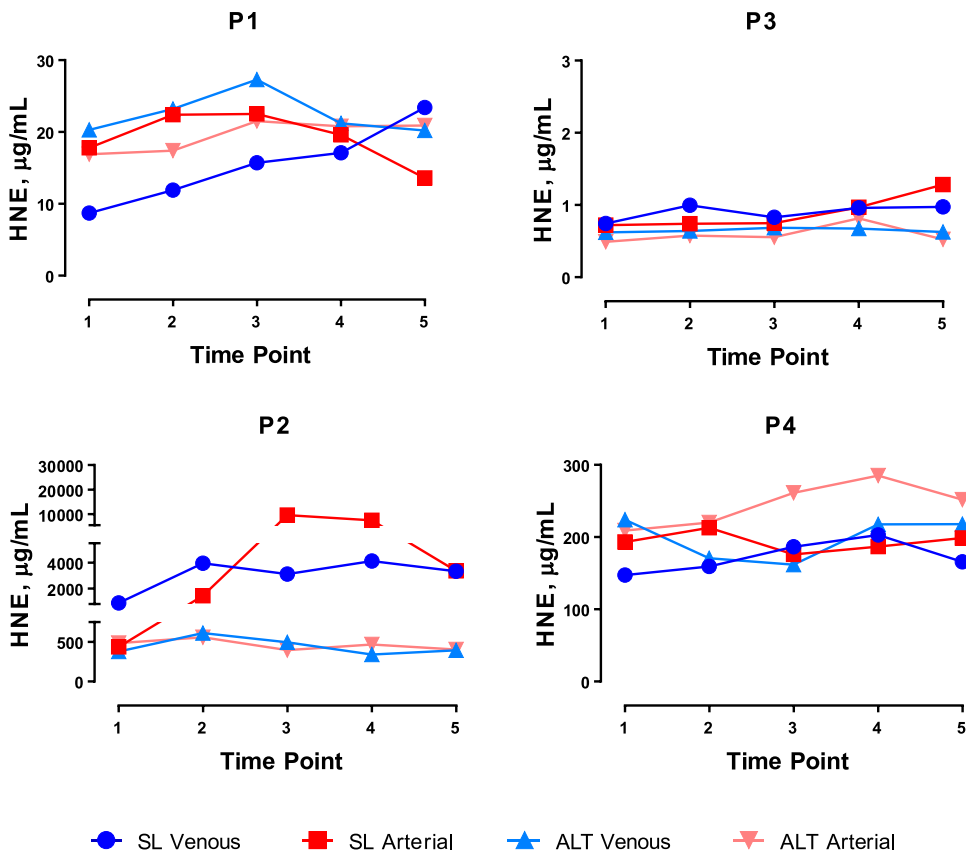 P1
HNE, µg/mL
30
20
10
0
1 2 3 4 5
Time Point
P3
HNE, µg/mL
3
2
1
0
1 2 3 4 5
Time Point
P2
HNE, µg/mL
30000
20000
10000
4000
2000
500
0
1 2 3 4 5
Time Point
P4
HNE, µg/mL
300
200
100
0
1 2 3 4 5
Time Point
SL Venous SL Arterial ALT Venous ALT Arterial